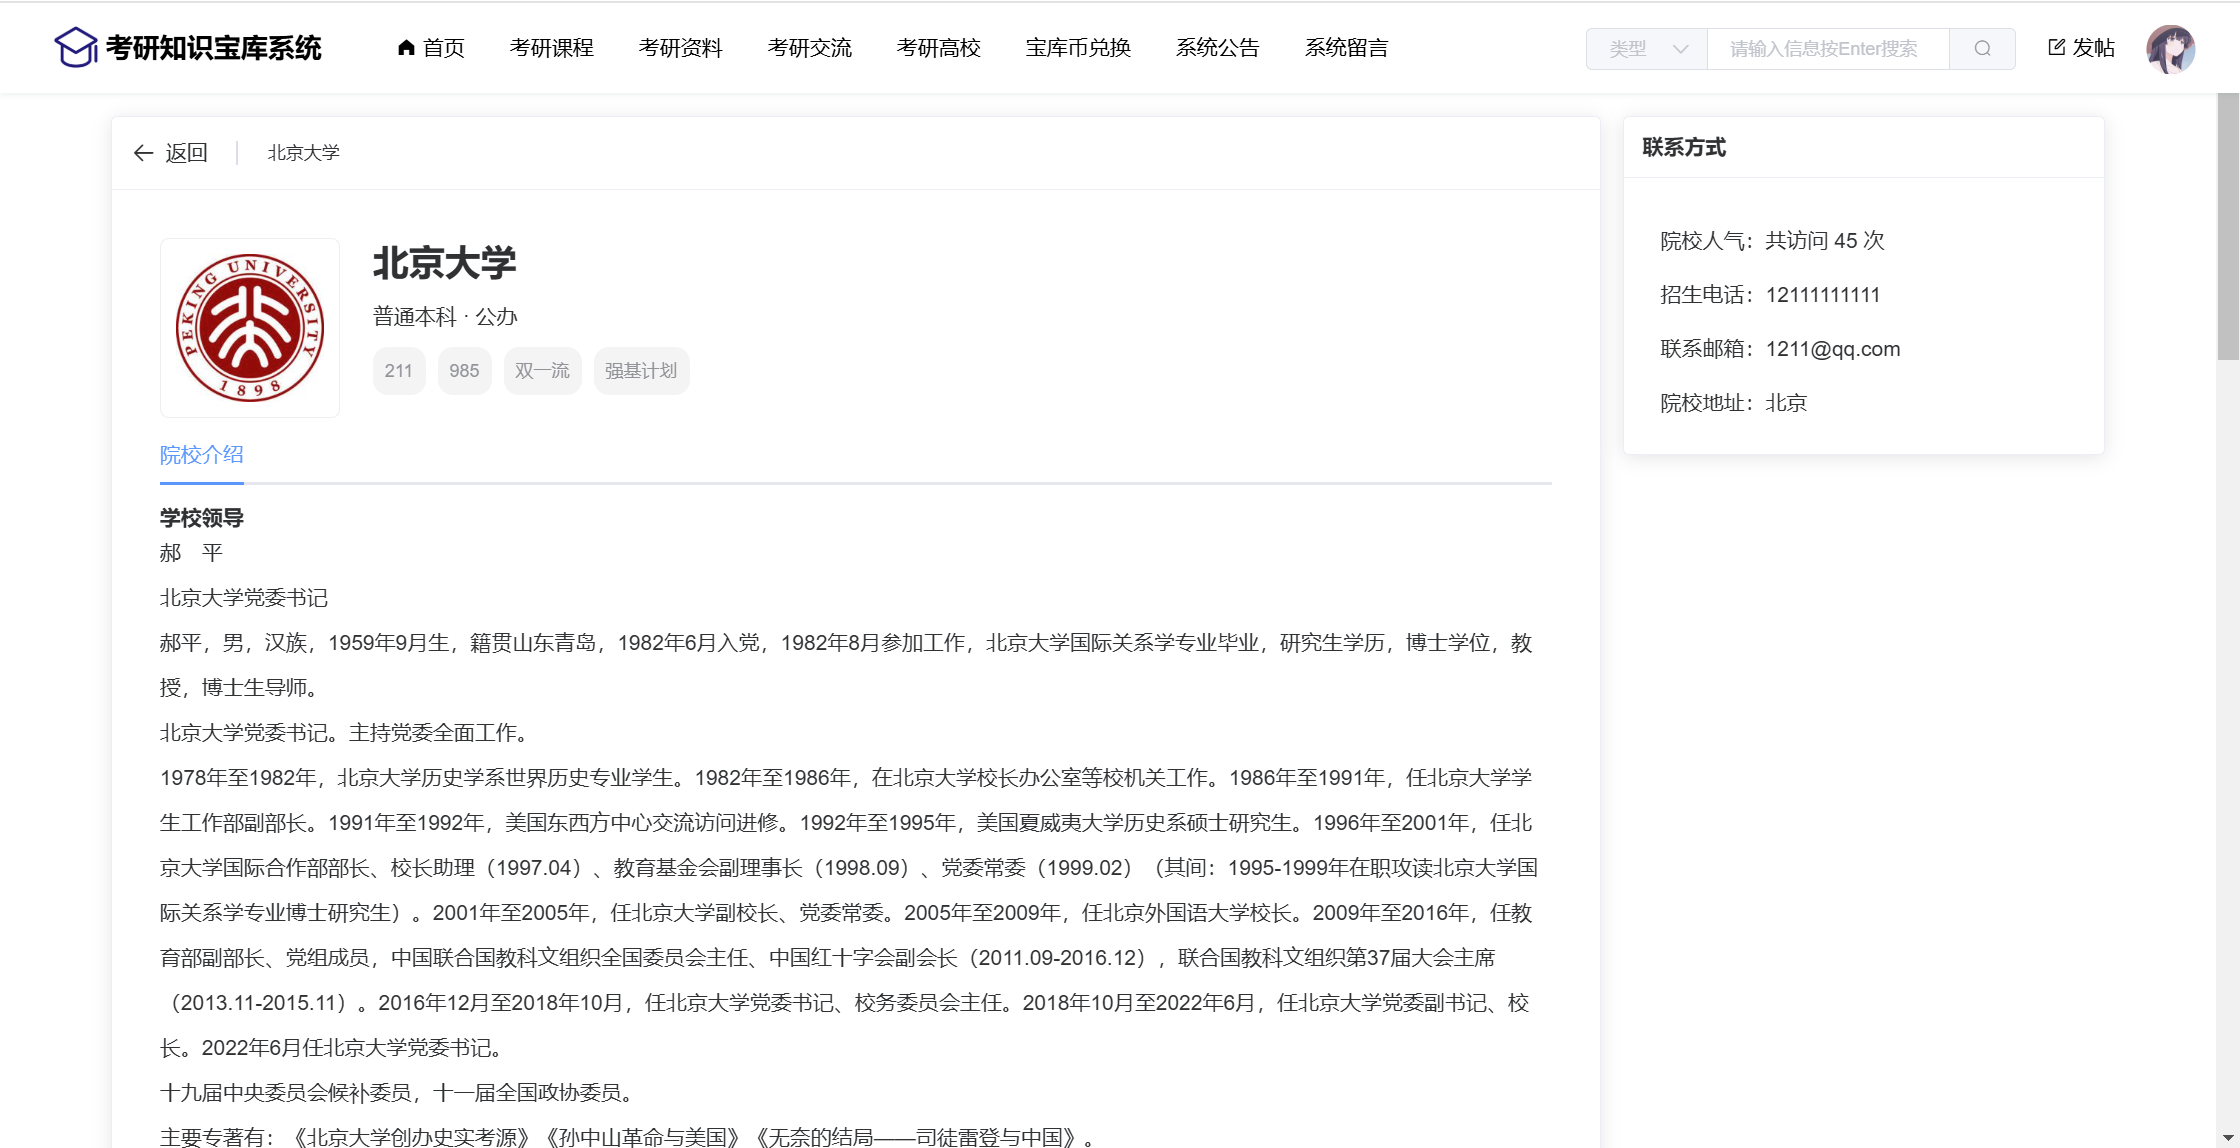 考研知识宝库系统
首页 考研课程 考研资料 考研交流 考研高校 宝库币兑换 系统公告 系统留言
类型 请输入信息按Enter搜索 发帖
返回 北京大学
PEKING UNIVERSITY
1898
北京大学
普通本科 · 公办
211 985 双一流 强基计划
院校介绍
学校领导
郝　平
北京大学党委书记
郝平，男，汉族，1959年9月生，籍贯山东青岛，1982年6月入党，1982年8月参加工作，北京大学国际关系学专业毕业，研究生学历，博士学位，教
授，博士生导师。
北京大学党委书记。主持党委全面工作。
1978年至1982年，北京大学历史学系世界历史专业学生。1982年至1986年，在北京大学校长办公室等校机关工作。1986年至1991年，任北京大学学
生工作部副部长。1991年至1992年，美国东西方中心交流访问进修。1992年至1995年，美国夏威夷大学历史系硕士研究生。1996年至2001年，任北
京大学国际合作部部长、校长助理（1997.04）、教育基金会副理事长（1998.09）、党委常委（1999.02）（其间：1995-1999年在职攻读北京大学国
际关系学专业博士研究生）。2001年至2005年，任北京大学副校长、党委常委。2005年至2009年，任北京外国语大学校长。2009年至2016年，任教
育部副部长、党组成员，中国联合国教科文组织全国委员会主任、中国红十字会副会长（2011.09-2016.12），联合国教科文组织第37届大会主席
（2013.11-2015.11）。2016年12月至2018年10月，任北京大学党委书记、校务委员会主任。2018年10月至2022年6月，任北京大学党委副书记、校
长。2022年6月任北京大学党委书记。
十九届中央委员会候补委员，十一届全国政协委员。
主要专著有：《北京大学创办史实考源》《孙中山革命与美国》《无奈的结局——司徒雷登与中国》。
联系方式
院校人气：共访问 45 次
招生电话：12111111111
联系邮箱：1211@qq.com
院校地址：北京